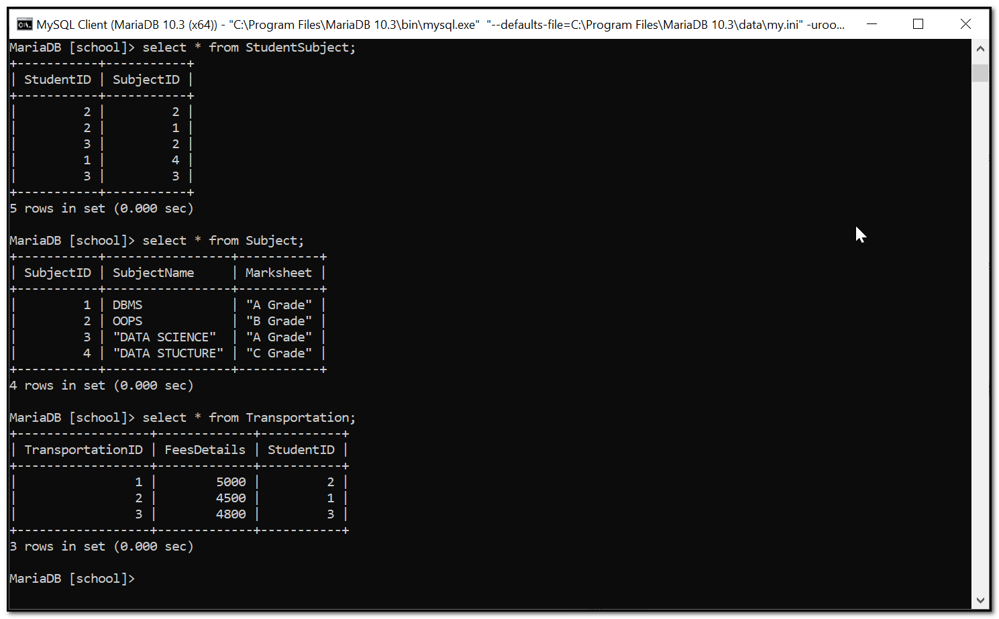 MySQL Client (MariaDB 10.3 (x64)) - "C:\Program Files\MariaDB 10.3\bin\mysql.exe"  "--defaults-file=C:\Program Files\MariaDB 10.3\data\my.ini" -uroo...
MariaDB [school]> select * from StudentSubject;
+-----------+-----------+
| StudentID | SubjectID |
+-----------+-----------+
|         2 |         2 |
|         2 |         1 |
|         3 |         2 |
|         1 |         4 |
|         3 |         3 |
+-----------+-----------+
5 rows in set (0.000 sec)

MariaDB [school]> select * from Subject;
+-----------+-----------------+-----------+
| SubjectID | SubjectName     | Marksheet |
+-----------+-----------------+-----------+
|         1 | DBMS            | "A Grade" |
|         2 | OOPS            | "B Grade" |
|         3 | "DATA SCIENCE"  | "A Grade" |
|         4 | "DATA STUCTURE" | "C Grade" |
+-----------+-----------------+-----------+
4 rows in set (0.000 sec)

MariaDB [school]> select * from Transportation;
+------------------+-------------+-----------+
| TransportationID | FeesDetails | StudentID |
+------------------+-------------+-----------+
|                1 |        5000 |         2 |
|                2 |        4500 |         1 |
|                3 |        4800 |         3 |
+------------------+-------------+-----------+
3 rows in set (0.000 sec)

MariaDB [school]>